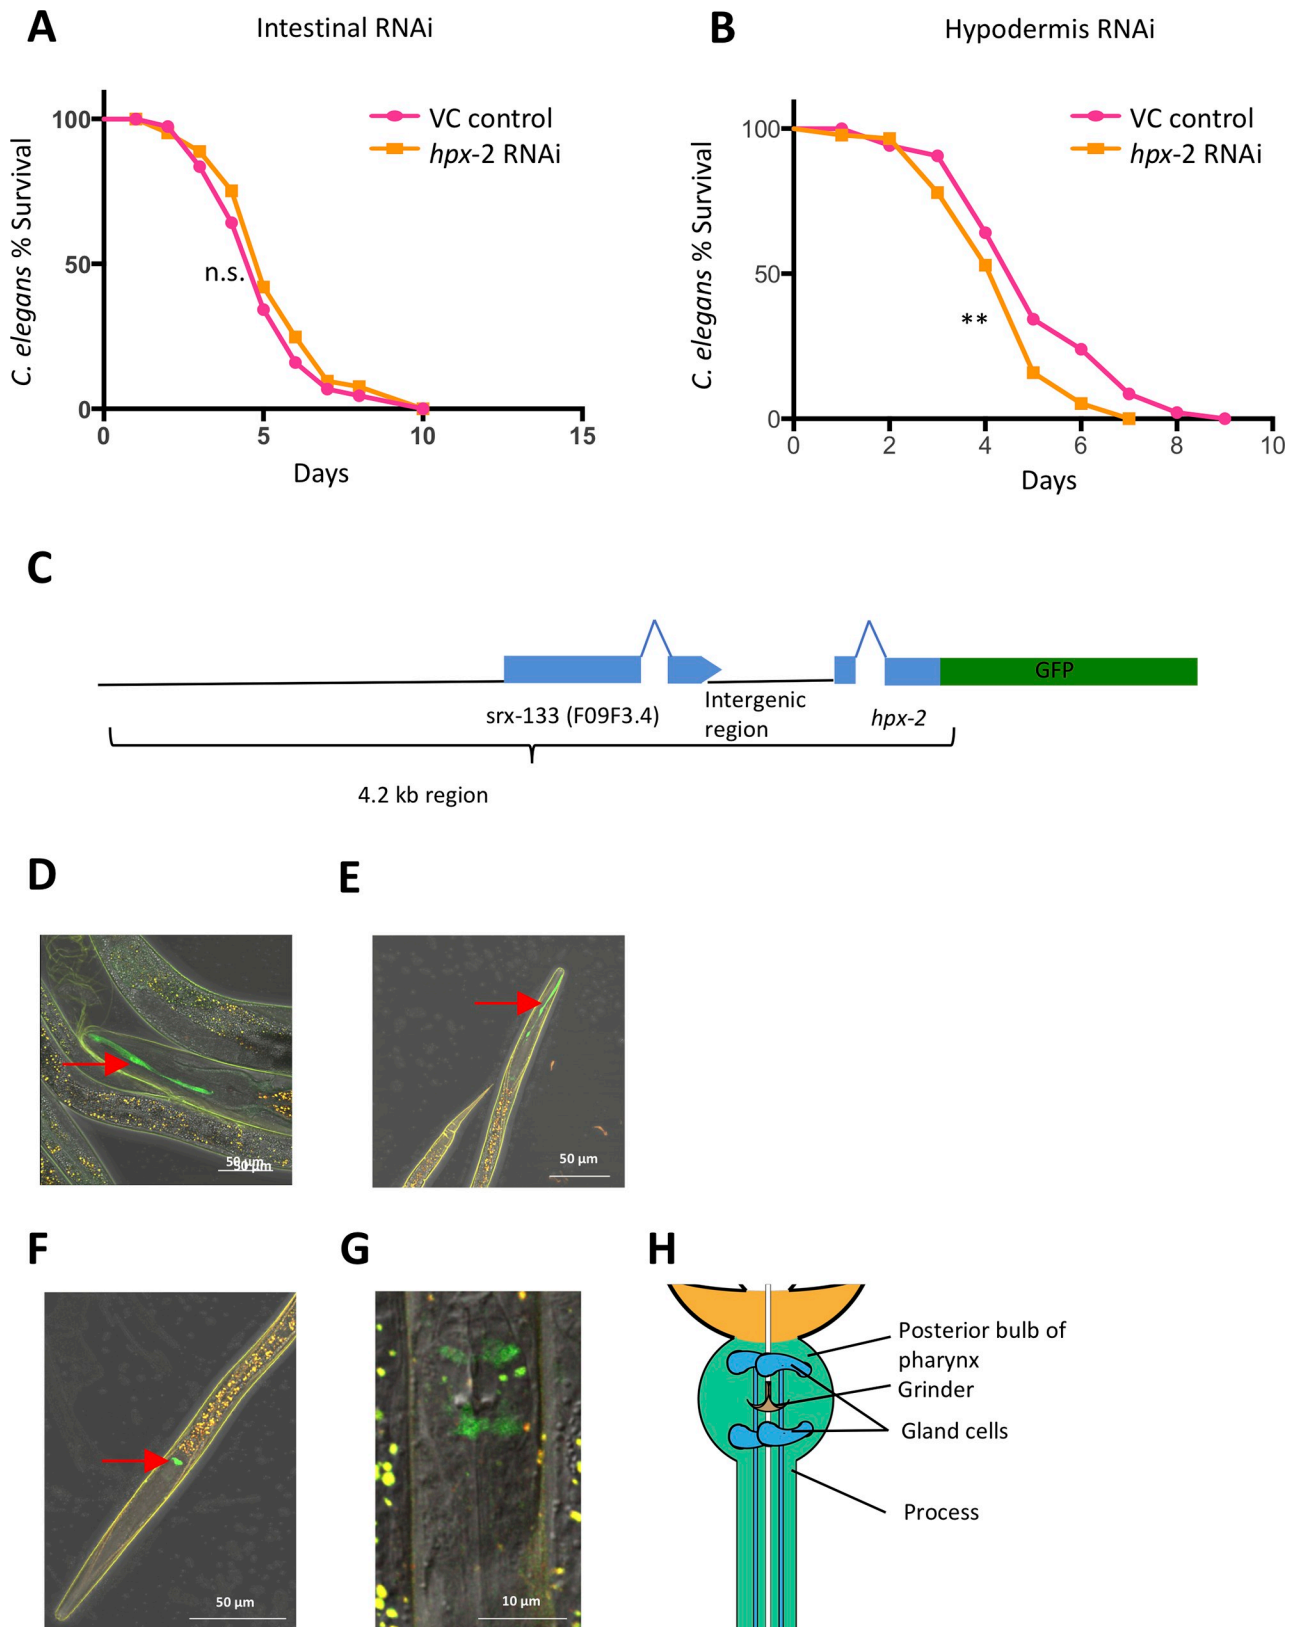 A
Intestinal RNAi
C. elegans % Survival
100
50
0
0
5
10
15
Days
n.s.
VC control
hpx-2 RNAi
B
Hypodermis RNAi
C. elegans % Survival
100
50
0
0
2
4
6
8
10
Days
**
VC control
hpx-2 RNAi
C
GFP
srx-133 (F09F3.4)
Intergenic
region
hpx-2
4.2 kb region
D
50 µm
E
50 µm
F
50 µm
G
10 µm
H
Posterior bulb of
pharynx
Grinder
Gland cells
Process